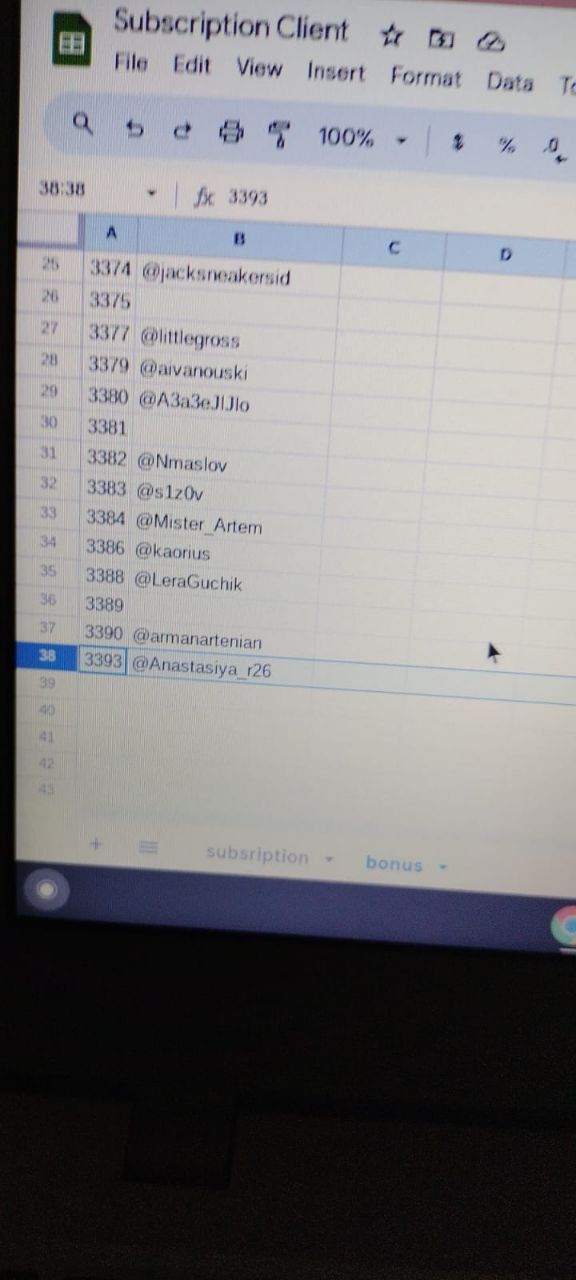 Subscription Client
File Edit View Insert Format Data
100% $ % .0
38:38 fx 3393
A B C D
25 3374 @jacksneakersid
26 3375
27 3377 @littlegross
28 3379 @aivanouski
29 3380 @A3a3eJIJIo
30 3381
31 3382 @Nmaslov
32 3383 @s1z0v
33 3384 @Mister_Artem
34 3386 @kaorius
35 3388 @LeraGuchik
36 3389
37 3390 @armanartenian
38 3393 @Anastasiya_r26
39
40
41
42
43
+ subsription bonus